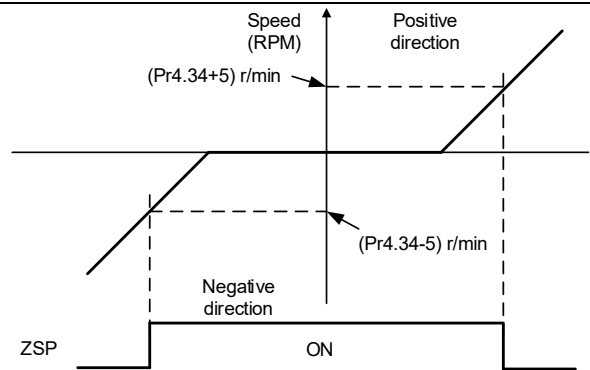 Speed
(RPM)
Positive
direction
(Pr4.34+5) r/min
(Pr4.34-5) r/min
Negative
direction
ZSP
ON